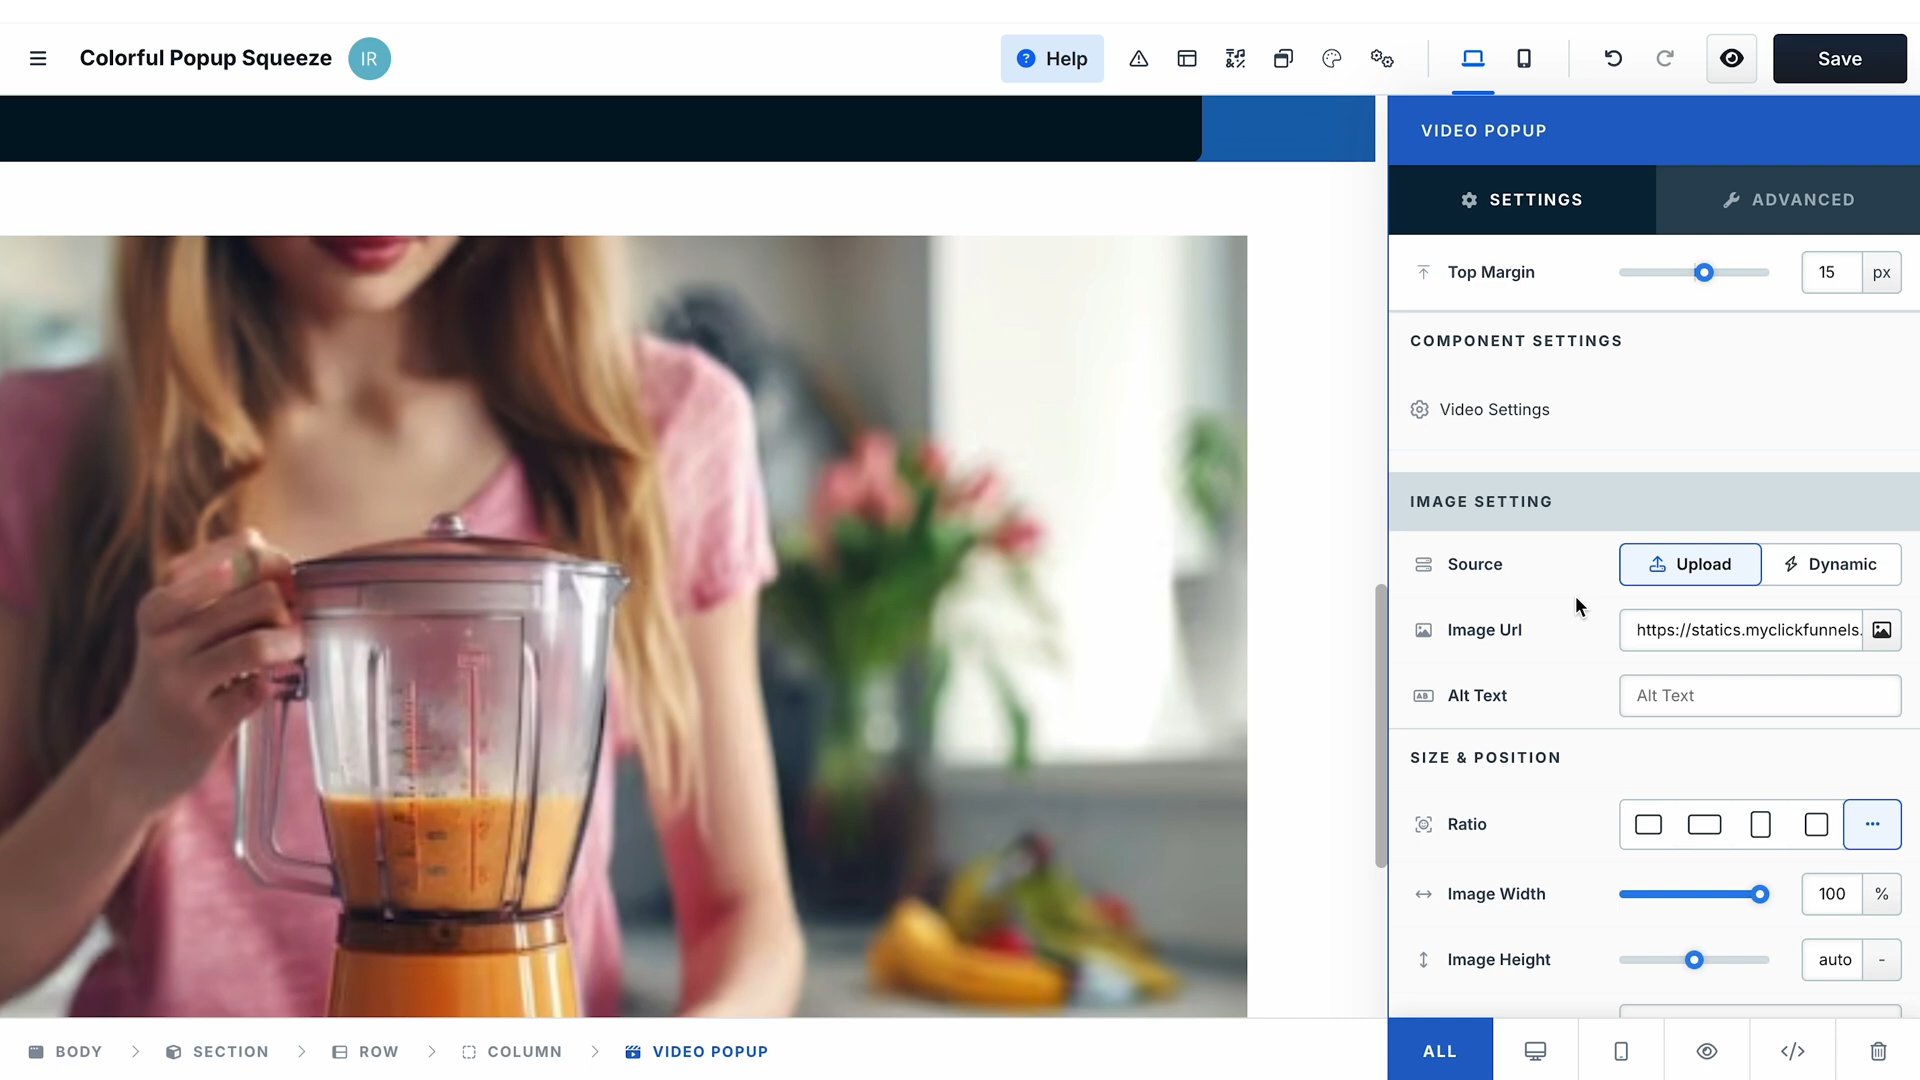 Colorful Popup Squeeze
IR
? Help
Save
VIDEO POPUP
SETTINGS
ADVANCED
Top Margin
15 px
COMPONENT SETTINGS
Video Settings
IMAGE SETTING
Source
Upload
Dynamic
Image Url
https://statics.myclickfunnels.
AB Alt Text
Alt Text
SIZE & POSITION
Ratio
Image Width
100 %
Image Height
auto -
BODY
SECTION
ROW
COLUMN
VIDEO POPUP
ALL